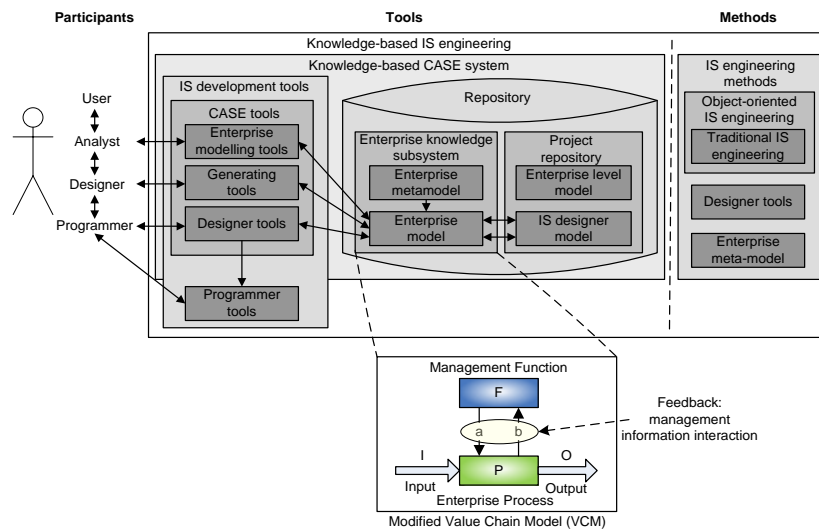 Participants
Tools
Methods
Knowledge-based IS engineering
Knowledge-based CASE system
IS development tools
CASE tools
Enterprise
modelling tools
Generating
tools
Designer tools
Programmer
tools
User
Analyst
Designer
Programmer
Repository
Enterprise knowledge
subsystem
Enterprise
metamodel
Enterprise
model
Project
repository
Enterprise level
model
IS designer
model
IS engineering
methods
Object-oriented
IS engineering
Traditional IS
engineering
Designer tools
Enterprise
meta-model
Management Function
F
a b
I
Input
P
O
Output
Enterprise Process
Modified Value Chain Model (VCM)
Feedback:
management
information interaction